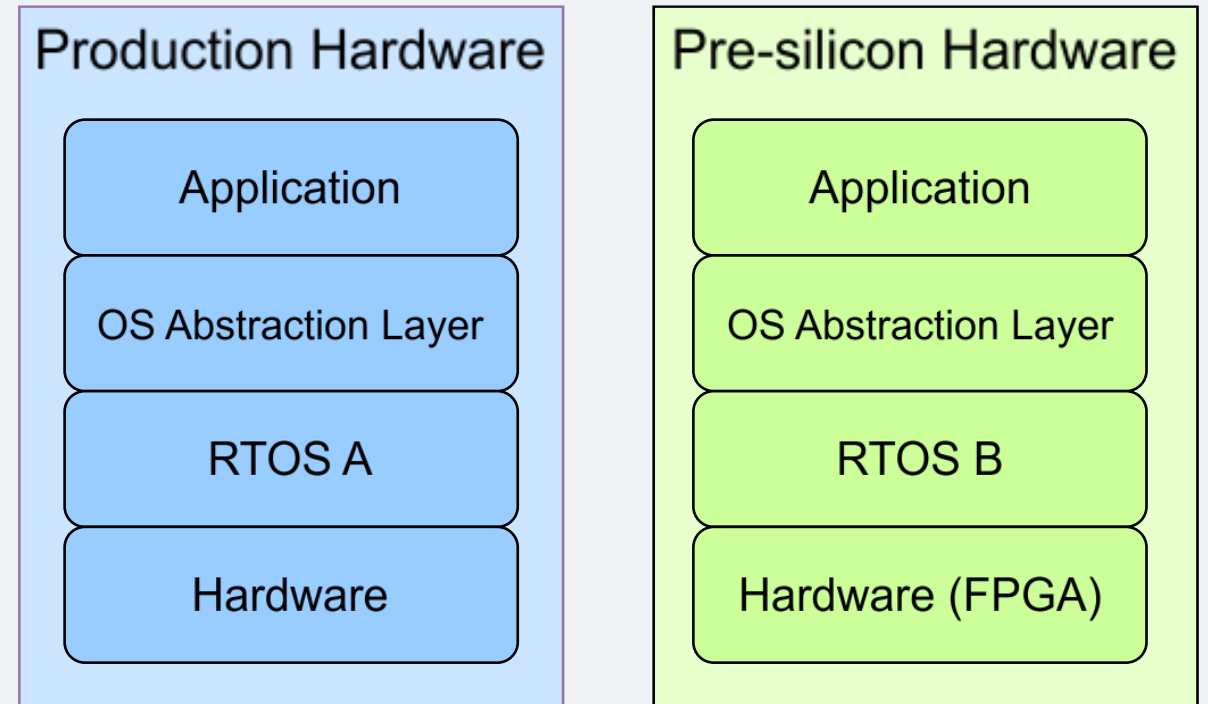 Production Hardware
Application
OS Abstraction Layer
RTOS A
Hardware
Pre-silicon Hardware
Application
OS Abstraction Layer
RTOS B
Hardware (FPGA)